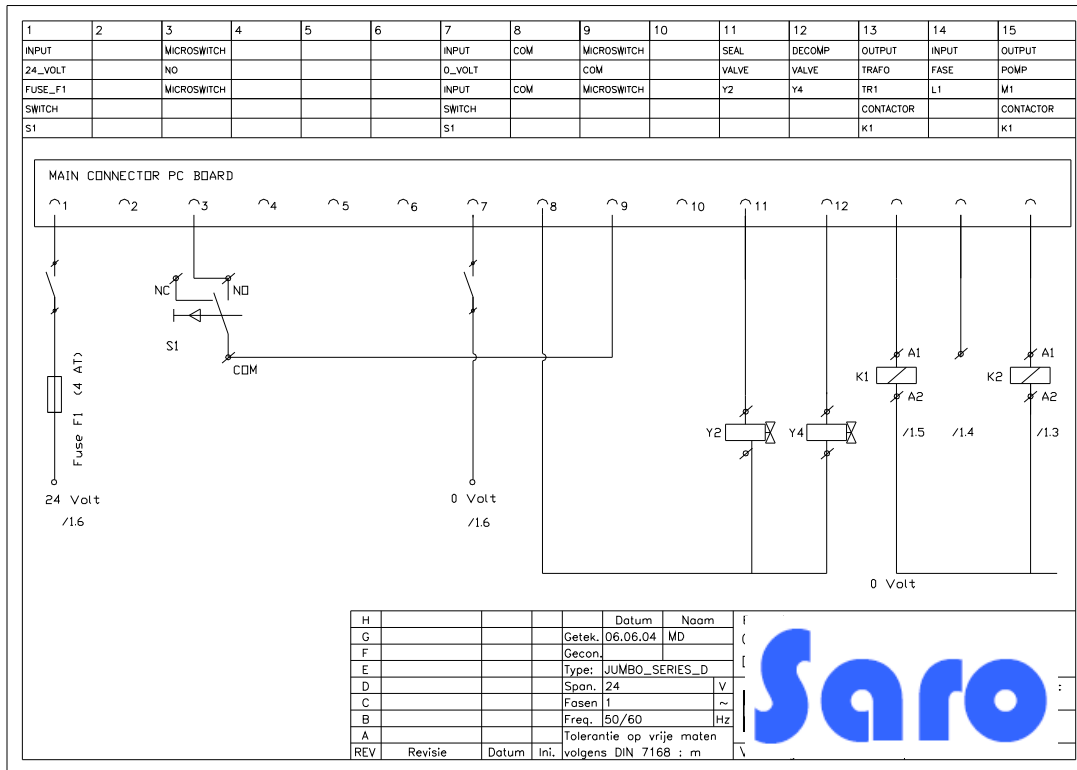 1 2 3 4 5 6 7 8 9 10 11 12 13 14 15
INPUT MICROSWITCH INPUT COM MICROSWITCH SEAL DECOMP OUTPUT INPUT OUTPUT
24_VOLT NO 0_VOLT COM VALVE VALVE TRAFO FASE POMP
FUSE_F1 MICROSWITCH INPUT COM MICROSWITCH Y2 Y4 TR1 L1 M1
SWITCH SWITCH CONTACTOR CONTACTOR
S1 S1 K1 K1
MAIN CONNECTOR PC BOARD
1 2 3 4 5 6 7 8 9 10 11 12
NC NO
S1
COM
Fuse F1 (4 AT)
A1 A1
K1 K2
A2 A2
Y2 Y4 /1.5 /1.4 /1.3
24 Volt 0 Volt
/1.6 /1.6
0 Volt
H Datum Naam
G Getek. 06.06.04 MD
F Gecon.
E Type: JUMBO_SERIES_D
D Span. 24 V
C Fasen 1 ~
B Freq. 50/60 Hz
A Tolerantie op vrije maten
REV Revisie Datum Ini. volgens DIN 7168 : m
Saro